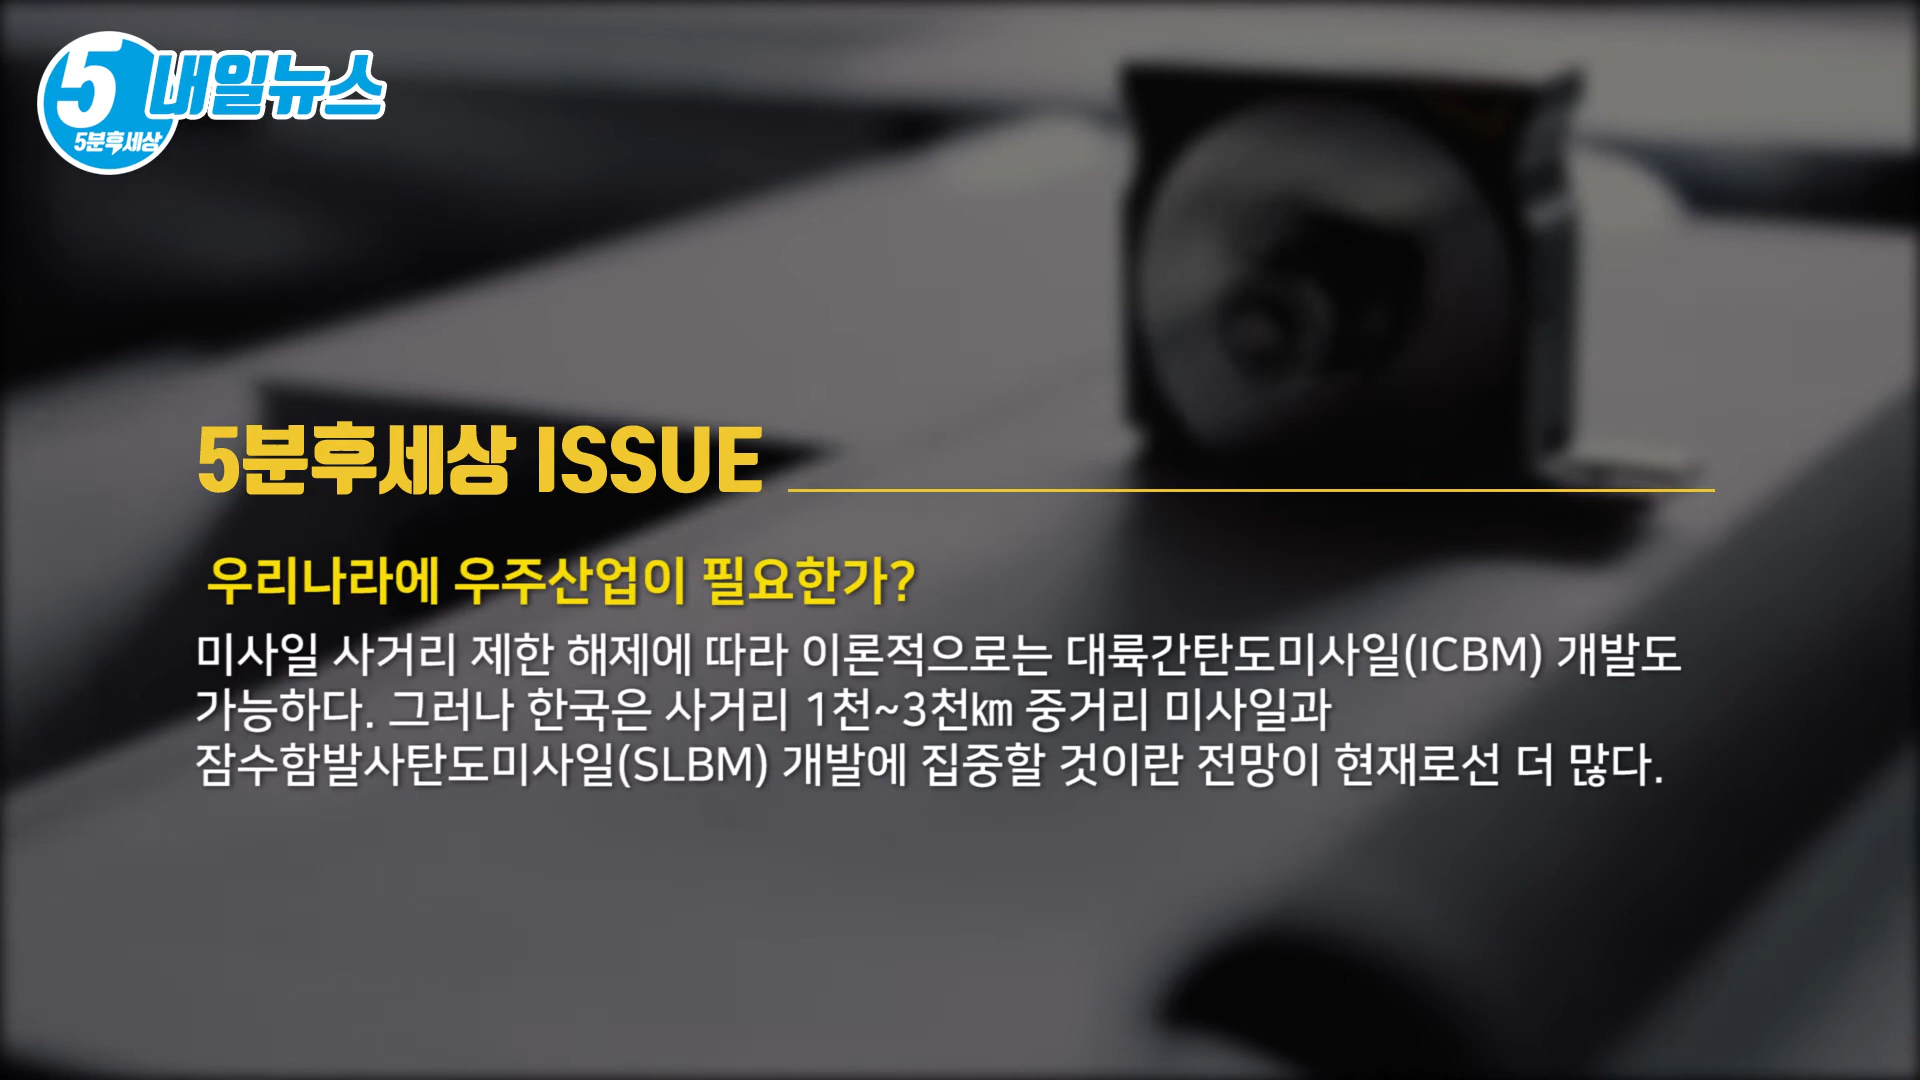 5 내일뉴스
5분후세상
5분후세상 ISSUE
우리나라에 우주산업이 필요한가?
미사일 사거리 제한 해제에 따라 이론적으로는 대륙간탄도미사일(ICBM) 개발도
가능하다. 그러나 한국은 사거리 1천~3천㎞ 중거리 미사일과
잠수함발사탄도미사일(SLBM) 개발에 집중할 것이란 전망이 현재로선 더 많다.